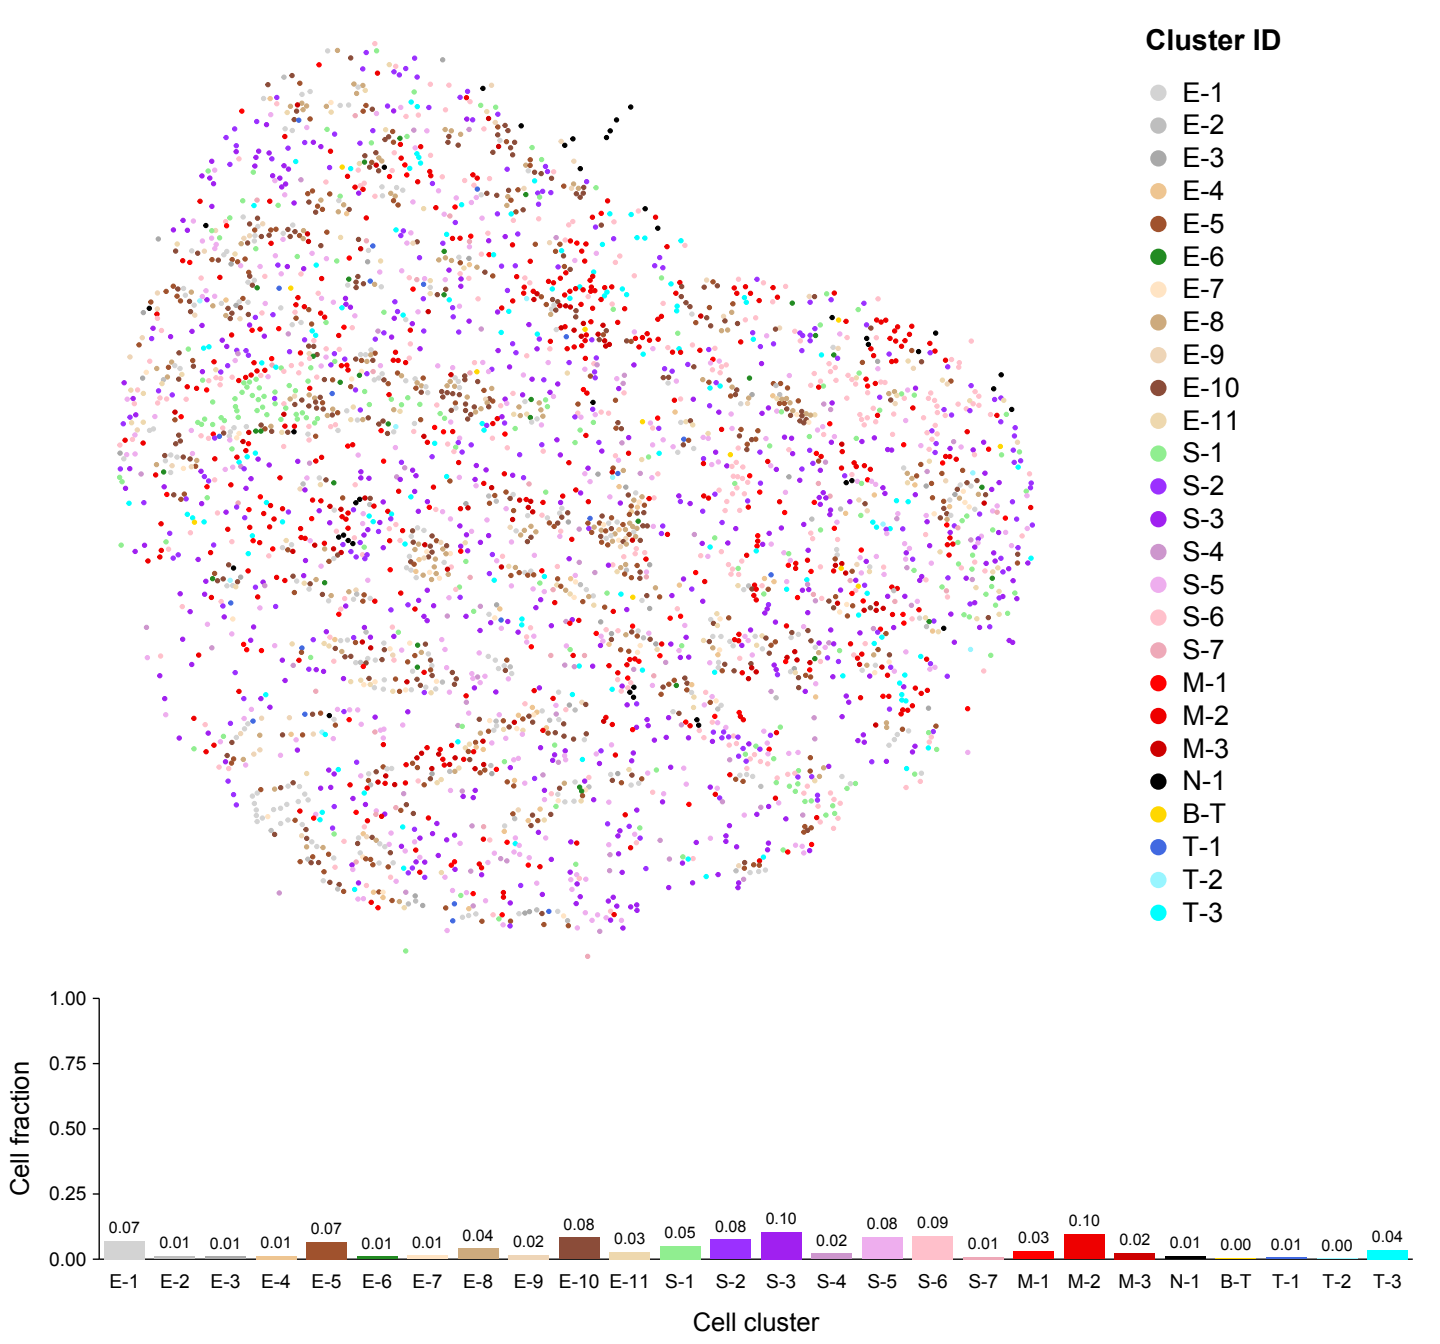 Cluster ID
E-1
E-2
E-3
E-4
E-5
E-6
E-7
E-8
E-9
E-10
E-11
S-1
S-2
S-3
S-4
S-5
S-6
S-7
M-1
M-2
M-3
N-1
B-T
T-1
T-2
T-3
1.00
0.75
0.50
0.25
0.00
Cell fraction
0.07 0.01 0.01 0.01 0.07 0.01 0.01 0.04 0.02 0.08 0.03 0.05 0.08 0.10 0.02 0.08 0.09 0.01 0.03 0.10 0.02 0.01 0.00 0.01 0.00 0.04
E-1 E-2 E-3 E-4 E-5 E-6 E-7 E-8 E-9 E-10 E-11 S-1 S-2 S-3 S-4 S-5 S-6 S-7 M-1 M-2 M-3 N-1 B-T T-1 T-2 T-3
Cell cluster